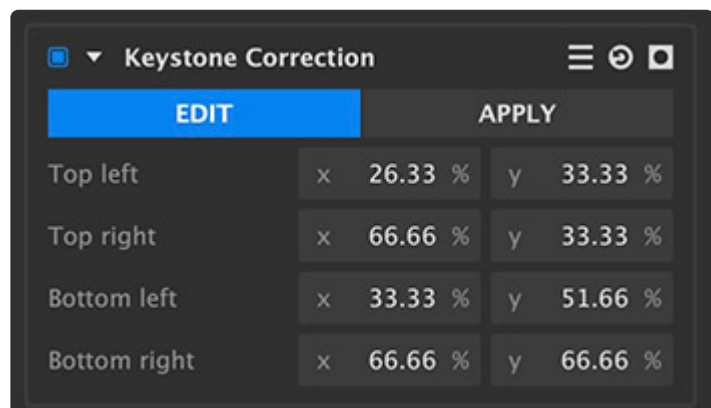 Keystone Correction
EDIT APPLY
Top left x 26.33 % y 33.33 %
Top right x 66.66 % y 33.33 %
Bottom left x 33.33 % y 51.66 %
Bottom right x 66.66 % y 66.66 %